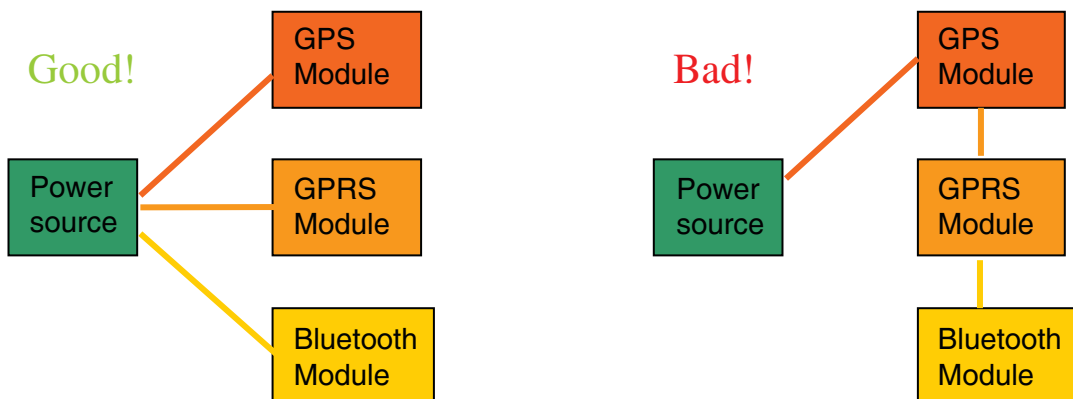 Good!
GPS
Module
Power
source
GPRS
Module
Bluetooth
Module
Bad!
GPS
Module
Power
source
GPRS
Module
Bluetooth
Module